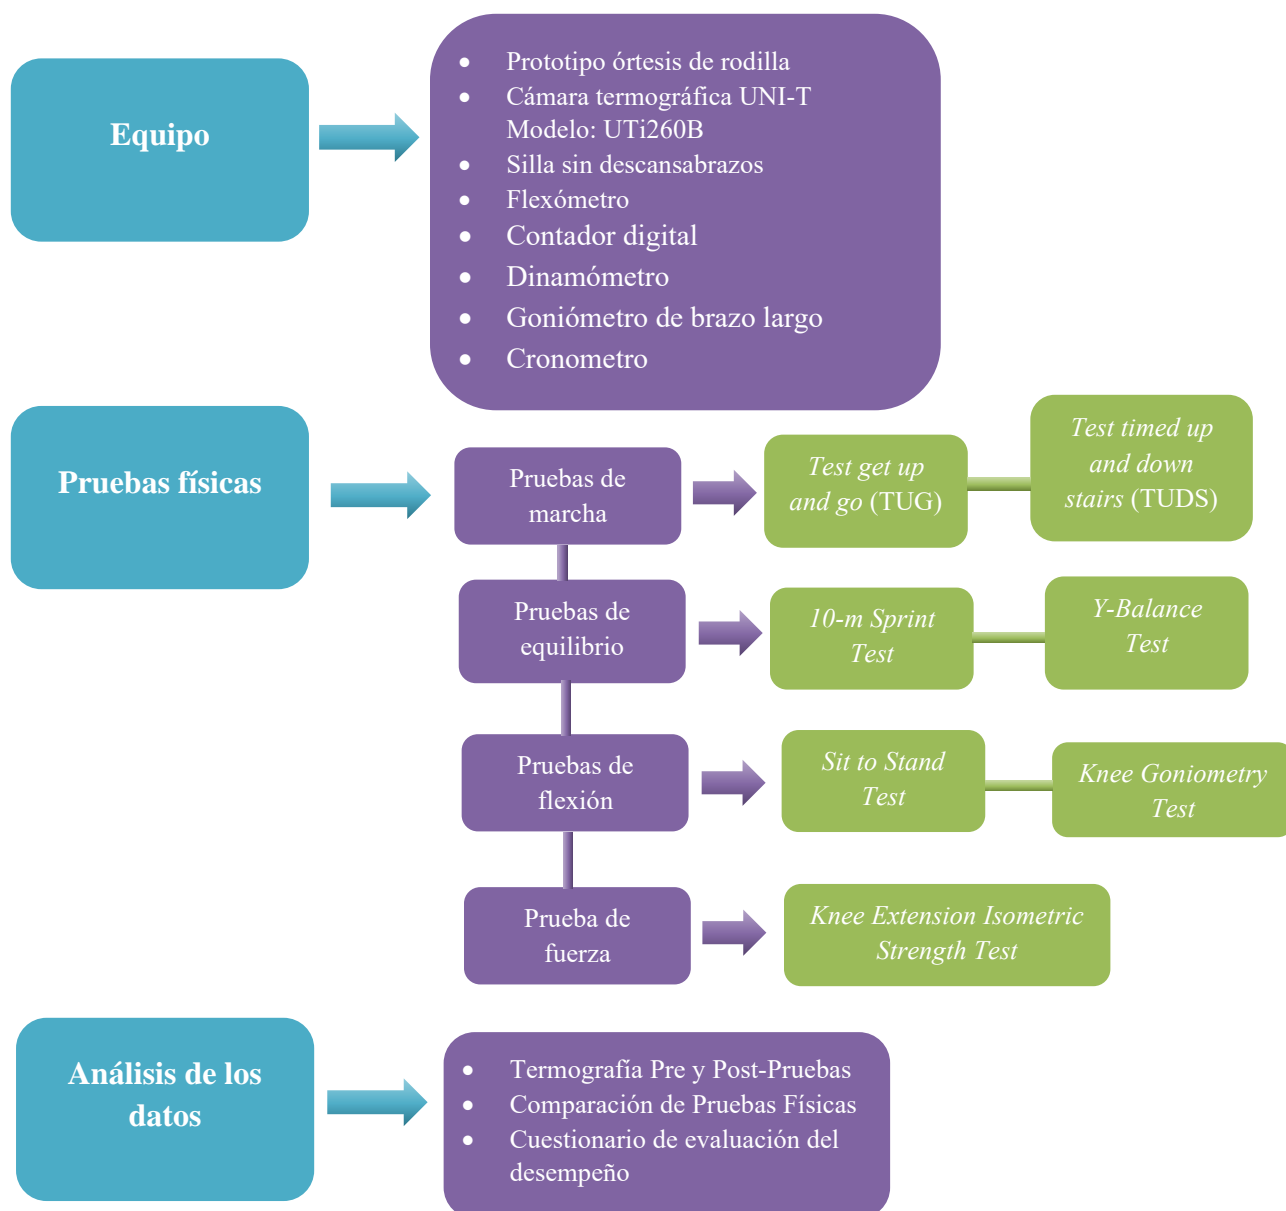 Equipo
• Prototipo órtesis de rodilla
• Cámara termográfica UNI-T
Modelo: UTi260B
• Silla sin descansabrazos
• Flexómetro
• Contador digital
• Dinamómetro
• Goniómetro de brazo largo
• Cronometro
Pruebas físicas
Pruebas de
marcha
Test get up
and go (TUG)
Test timed up
and down
stairs (TUDS)
Pruebas de
equilibrio
10-m Sprint
Test
Y-Balance
Test
Pruebas de
flexión
Sit to Stand
Test
Knee Goniometry
Test
Prueba de
fuerza
Knee Extension Isometric
Strength Test
Análisis de los
datos
• Termografía Pre y Post-Pruebas
• Comparación de Pruebas Físicas
• Cuestionario de evaluación del
desempeño